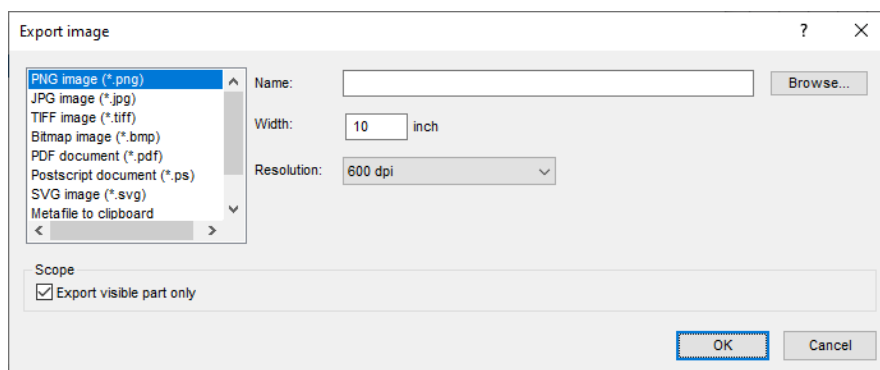 Export image
?
PNG image (*.png)
JPG image (*.jpg)
TIFF image (*.tiff)
Bitmap image (*.bmp)
PDF document (*.pdf)
Postscript document (*.ps)
SVG image (*.svg)
Metafile to clipboard
Name:
Browse...
Width:
10
inch
Resolution:
600 dpi
Scope
Export visible part only
OK
Cancel